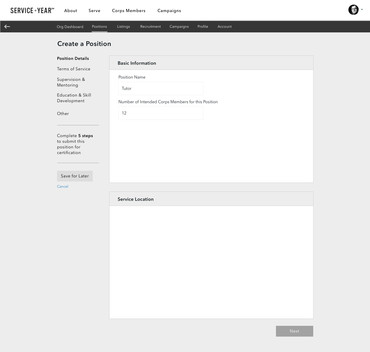 SERVICE YEAR™ About Serve Corps Members Campaigns
Org Dashboard Positions Listings Recruitment Campaigns Profile Account
Create a Position
Position Details
Terms of Service
Supervision &
Mentoring
Education & Skill
Development
Other
Complete 5 steps
to submit this
position for
certification
Save for Later
Cancel
Basic Information
Position Name
Tutor
Number of Intended Corps Members for this Position
12
Service Location
Next